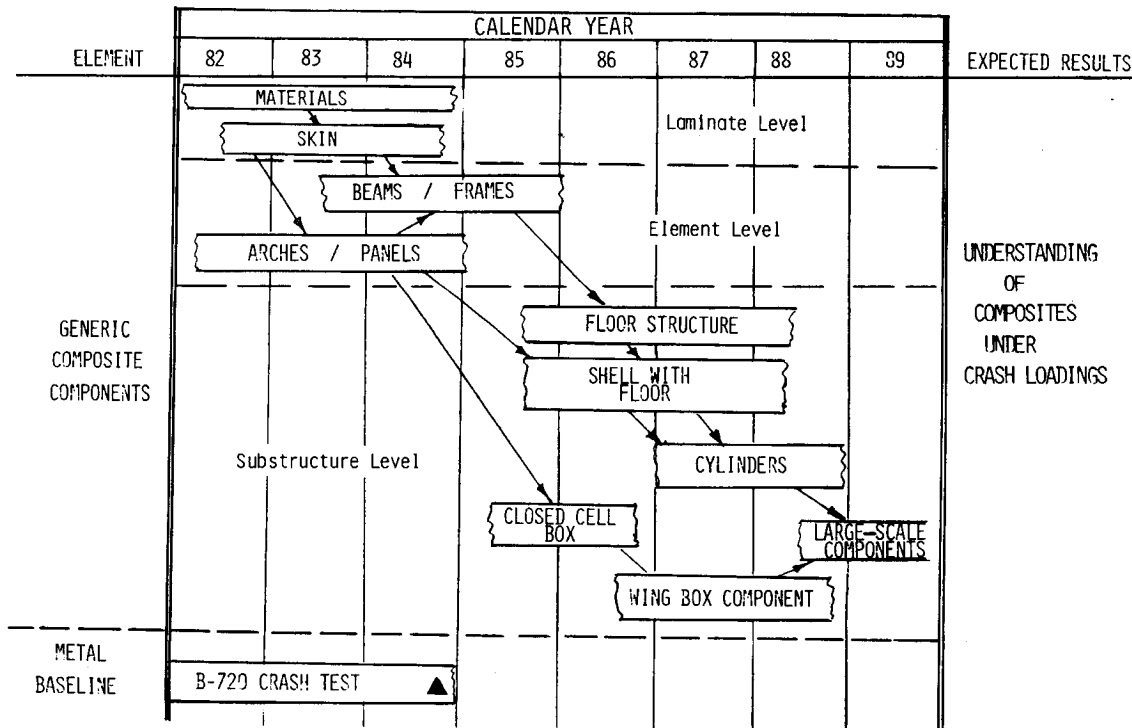 CALENDAR YEAR
ELEMENT 82 83 84 85 86 87 88 89 EXPECTED RESULTS
MATERIALS
Laminate Level
SKIN
BEAMS / FRAMES
Element Level
ARCHES / PANELS
UNDERSTANDING
OF
COMPOSITES
UNDER
CRASH LOADINGS
GENERIC
COMPOSITE
COMPONENTS
FLOOR STRUCTURE
SHELL WITH
FLOOR
Substructure Level
CYLINDERS
CLOSED CELL
BOX
LARGE-SCALE
COMPONENTS
WING BOX COMPONENT
METAL
BASELINE
B-720 CRASH TEST